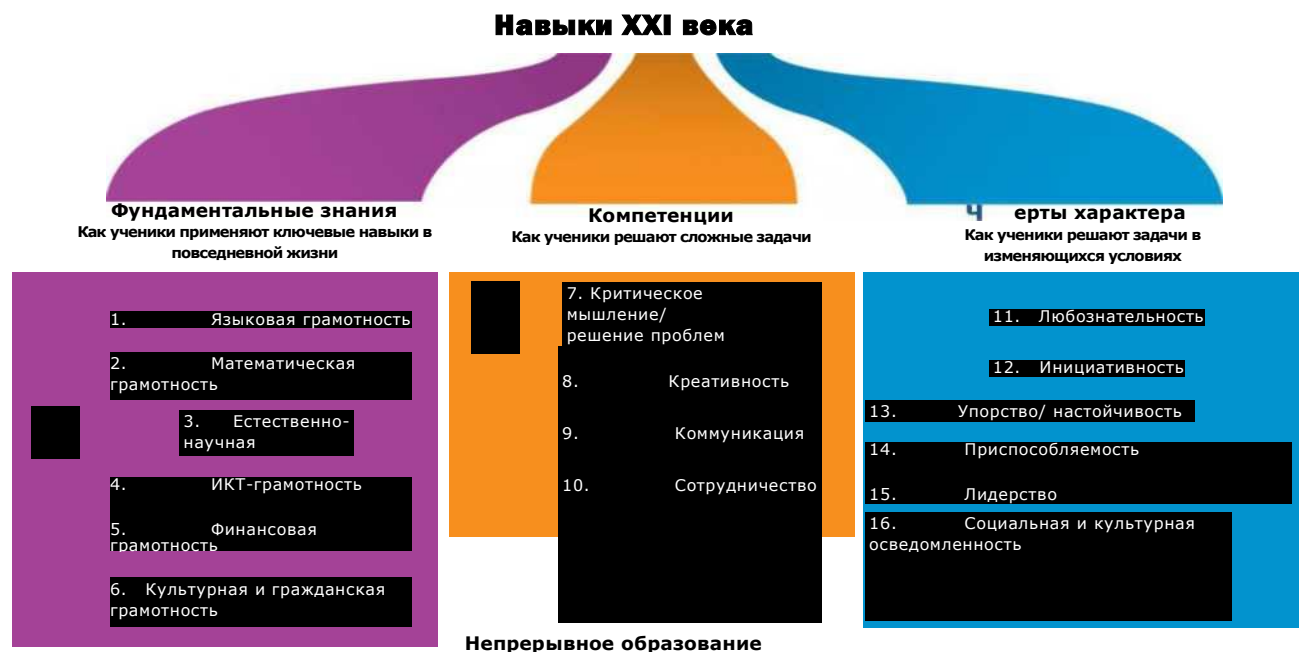 Навыки XXI века
Фундаментальные знания
Как ученики применяют ключевые навыки в
повседневной жизни
1. Языковая грамотность
2. Математическая
грамотность
3. Естественно-
научная
4. ИКТ-грамотность
5. Финансовая
грамотность
6. Культурная и гражданская
грамотность
Компетенции
Как ученики решают сложные задачи
7. Критическое
мышление/
решение проблем
8. Креативность
9. Коммуникация
10. Сотрудничество
Ч ерты характера
Как ученики решают задачи в
изменяющихся условиях
11. Любознательность
12. Инициативность
13. Упорство/ настойчивость
14. Приспособляемость
15. Лидерство
16. Социальная и культурная
осведомленность
Непрерывное образование